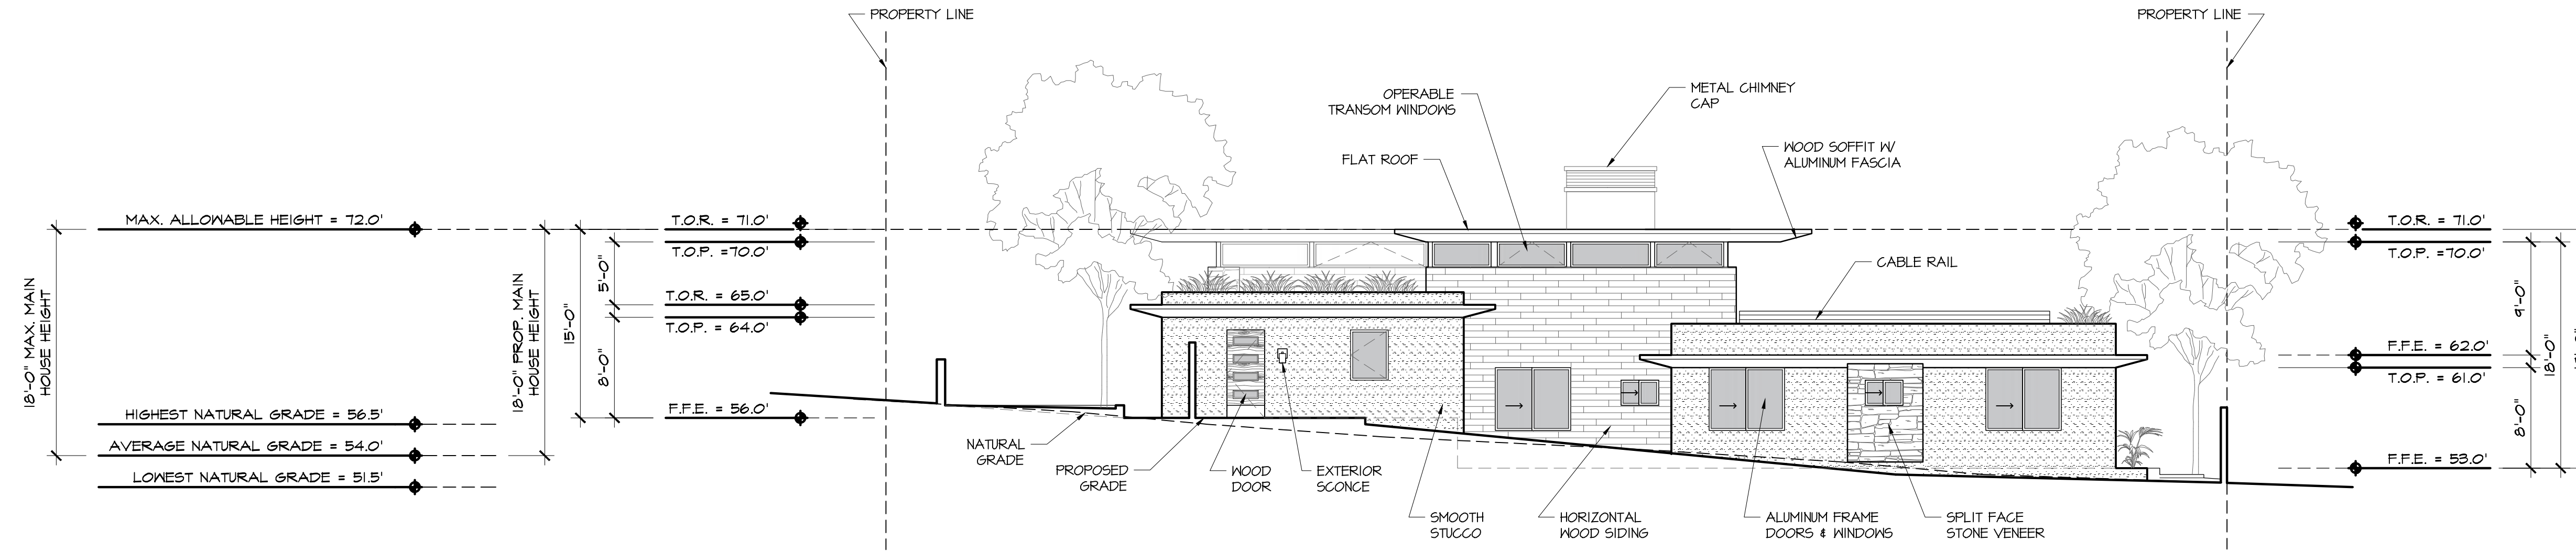 PROPERTY LINE
PROPERTY LINE
METAL CHIMNEY
CAP
OPERABLE
TRANSOM WINDOWS
FLAT ROOF
WOOD SOFFIT W/
ALUMINUM FASCIA
CABLE RAIL
18'-0" MAX. MAIN
HOUSE HEIGHT
MAX. ALLOWABLE HEIGHT = 72.0'
HIGHEST NATURAL GRADE = 56.5'
AVERAGE NATURAL GRADE = 54.0'
LOWEST NATURAL GRADE = 51.5'
18'-0" PROP. MAIN
HOUSE HEIGHT
15'-0"
5'-0"
8'-0"
T.O.R. = 71.0'
T.O.P. =70.0'
T.O.R. = 65.0'
T.O.P. = 64.0'
F.F.E. = 56.0'
T.O.R. = 71.0'
T.O.P. =70.0'
F.F.E. = 62.0'
T.O.P. = 61.0'
F.F.E. = 53.0'
9'-0"
8'-0"
18'-0"
NATURAL
GRADE
PROPOSED
GRADE
WOOD
DOOR
EXTERIOR
SCONCE
SMOOTH
STUCCO
HORIZONTAL
WOOD SIDING
ALUMINUM FRAME
DOORS & WINDOWS
SPLIT FACE
STONE VENEER